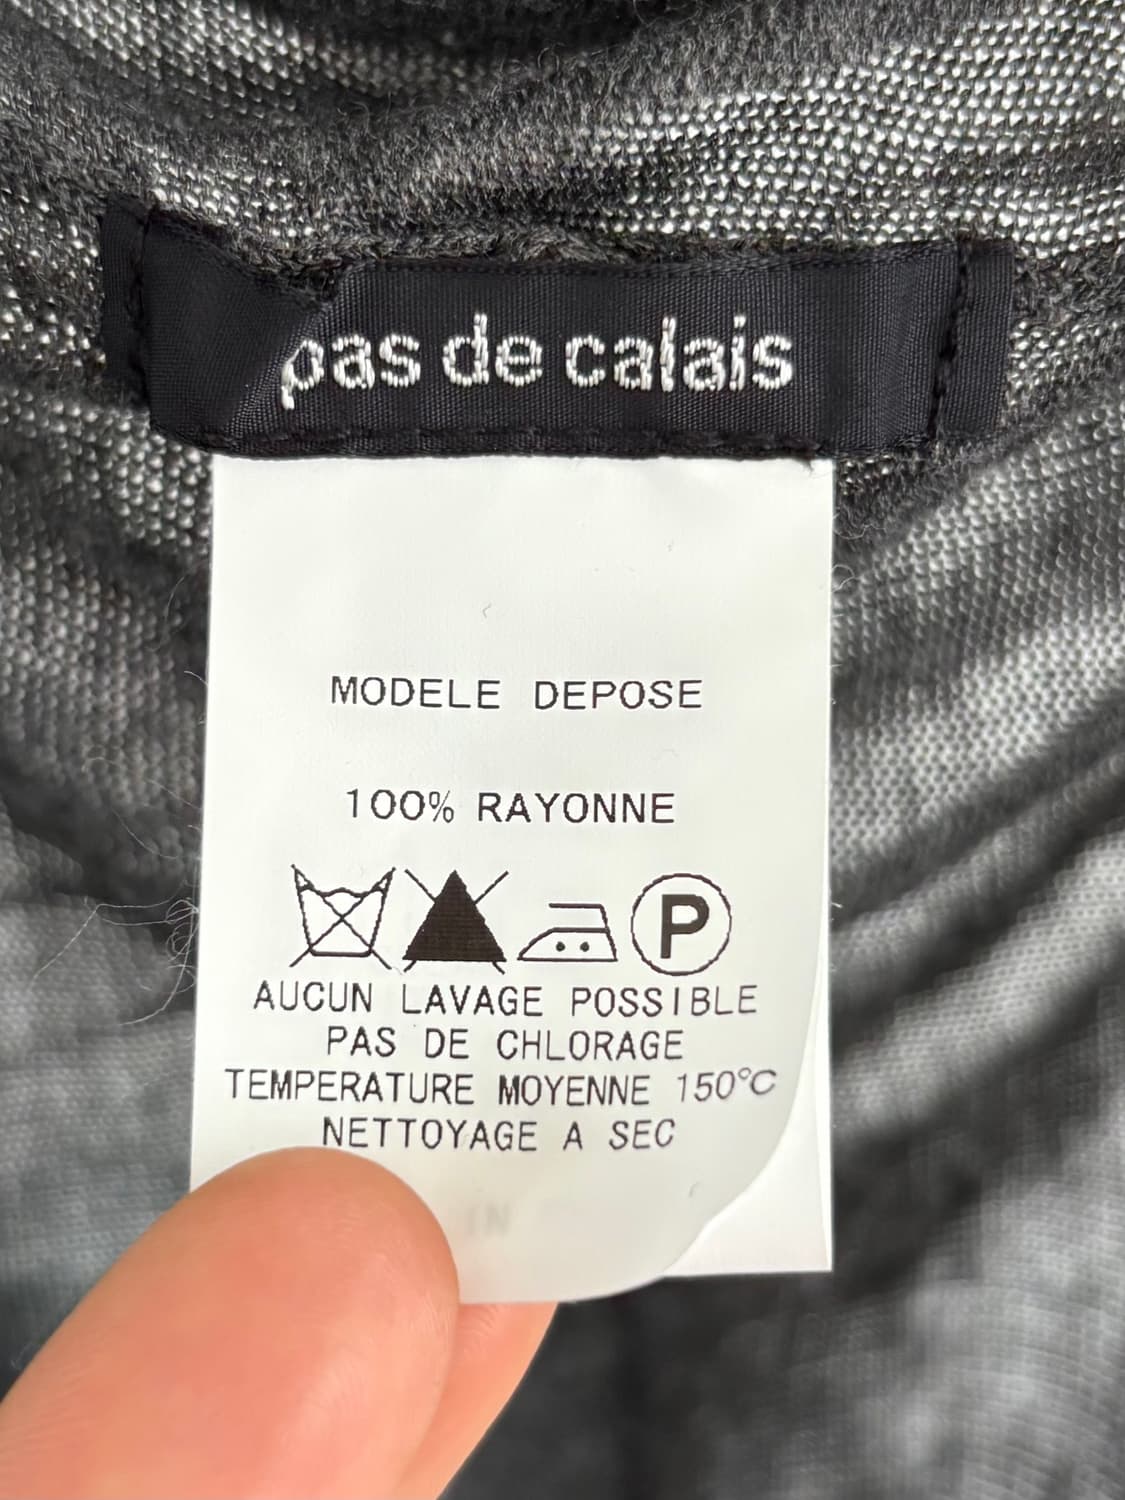 pas de calais
MODELE DEPOSE
100% RAYONNE
P
AUCUN LAVAGE POSSIBLE
PAS DE CHLORAGE
TEMPERATURE MOYENNE 150°C
NETTOYAGE A SEC